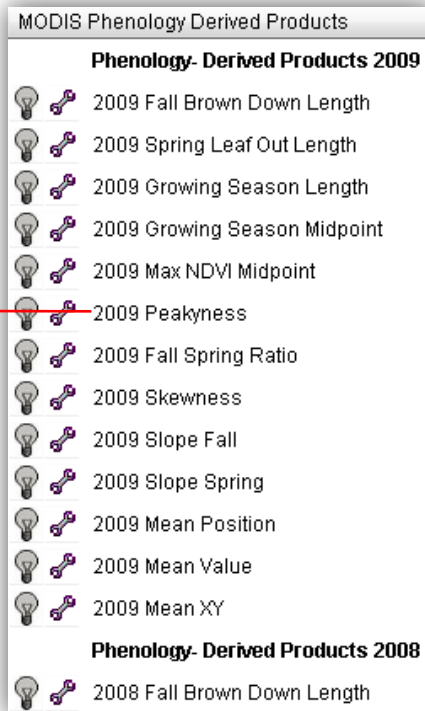 MODIS Phenology Derived Products
Phenology- Derived Products 2009
2009 Fall Brown Down Length
2009 Spring Leaf Out Length
2009 Growing Season Length
2009 Growing Season Midpoint
2009 Max NDVI Midpoint
2009 Peakyness
2009 Fall Spring Ratio
2009 Skewness
2009 Slope Fall
2009 Slope Spring
2009 Mean Position
2009 Mean Value
2009 Mean XY
Phenology- Derived Products 2008
2008 Fall Brown Down Length